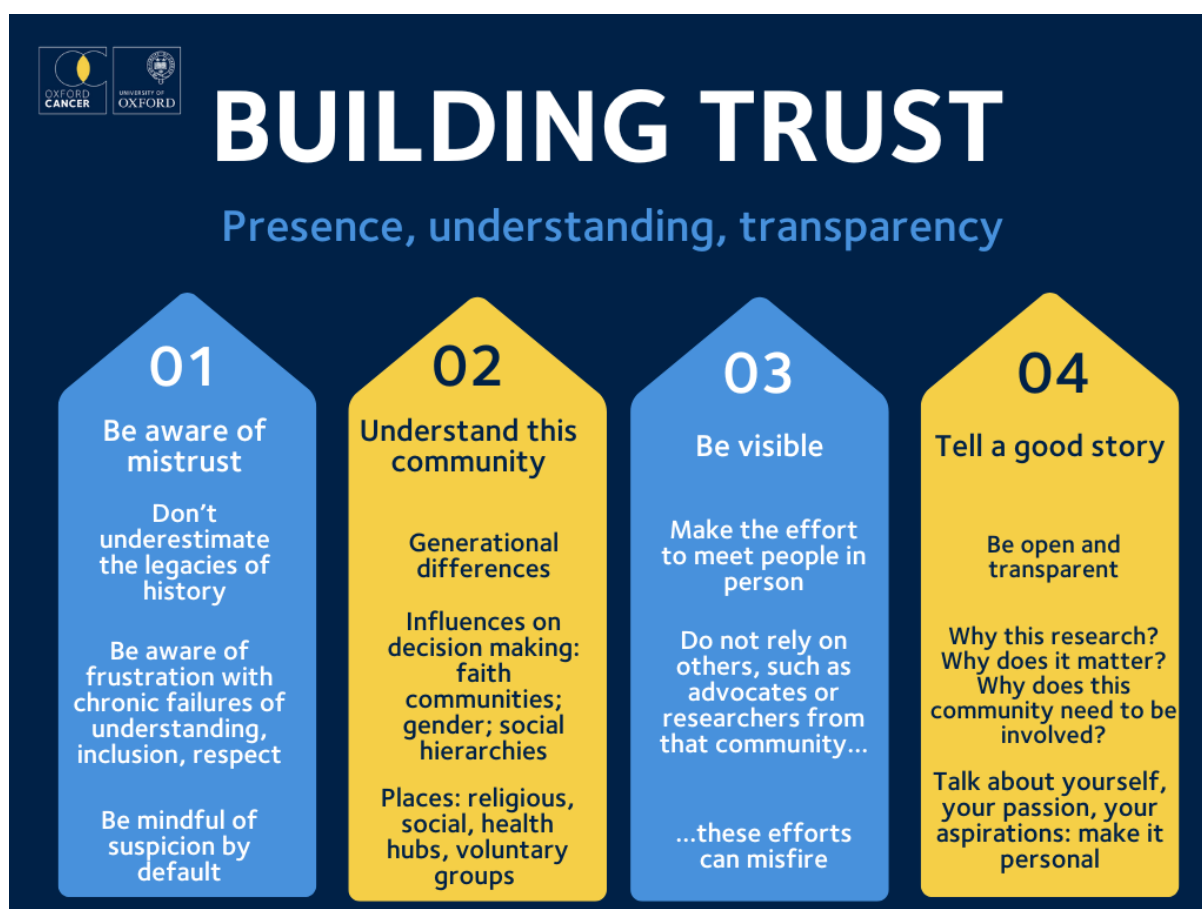 OXFORD
CANCER
UNIVERSITY OF
OXFORD
BUILDING TRUST
Presence, understanding, transparency
01
Be aware of
mistrust
Don’t
underestimate
the legacies of
history
Be aware of
frustration with
chronic failures of
understanding,
inclusion, respect
Be mindful of
suspicion by
default
02
Understand this
community
Generational
differences
Influences on
decision making:
faith
communities;
gender; social
hierarchies
Places: religious,
social, health
hubs, voluntary
groups
03
Be visible
Make the effort
to meet people in
person
Do not rely on
others, such as
advocates or
researchers from
that community...
...these efforts
can misfire
04
Tell a good story
Be open and
transparent
Why this research?
Why does it matter?
Why does this
community need to be
involved?
Talk about yourself,
your passion, your
aspirations: make it
personal